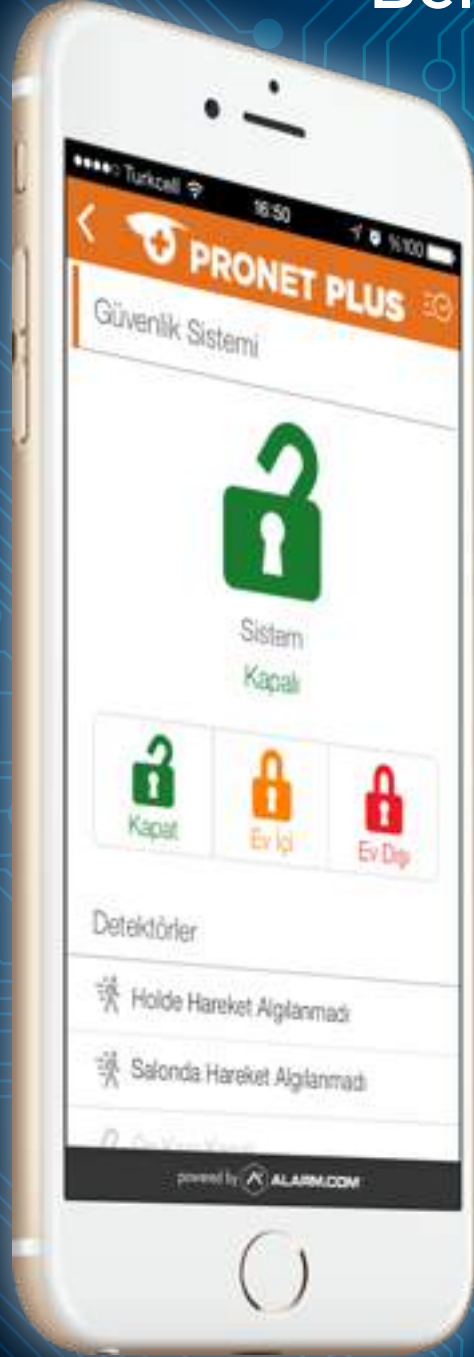 Turkcell 16:50 %100
PRONET PLUS
Güvenlik Sistemi
Sistem
Kapalı
Kapat Ev İçi Ev Dışı
Detektörler
Holde Hareket Algılanmadı
Salonda Hareket Algılanmadı
powered by ALARM.COM